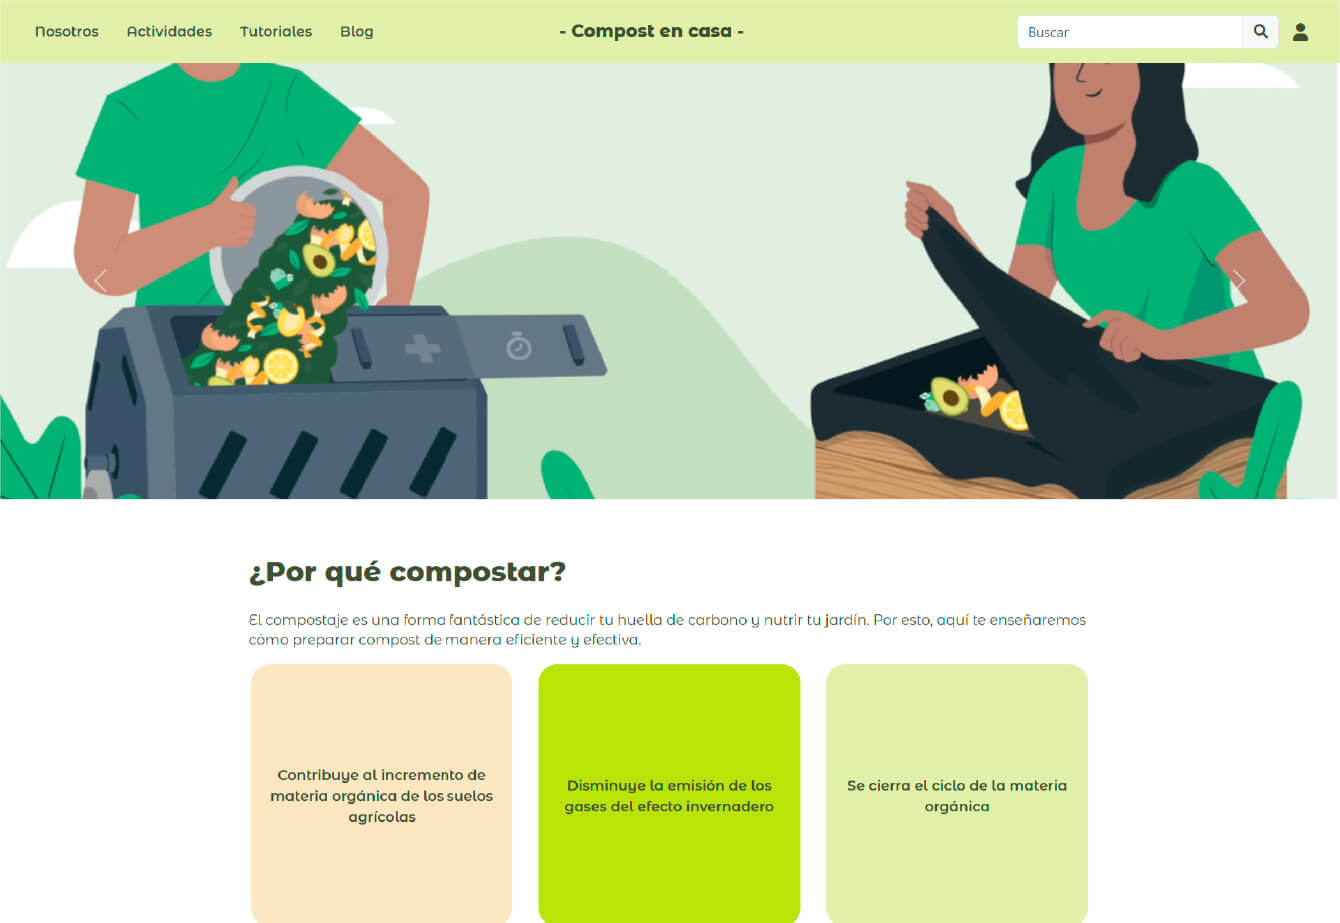 Nosotros Actividades Tutoriales Blog - Compost en casa - Buscar
¿Por qué compostar?
El compostaje es una forma fantástica de reducir tu huella de carbono y nutrir tu jardín. Por esto, aquí te enseñaremos
cómo preparar compost de manera eficiente y efectiva.
Contribuye al incremento de
materia orgánica de los suelos
agrícolas
Disminuye la emisión de los
gases del efecto invernadero
Se cierra el ciclo de la materia
orgánica